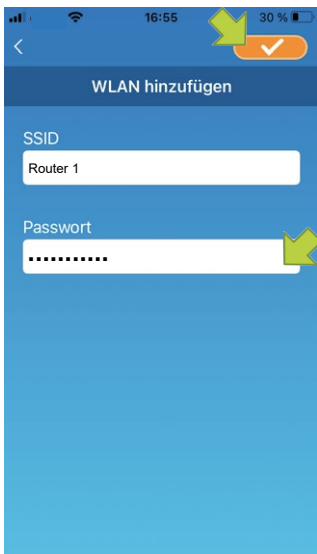 16:55
30 %
WLAN hinzufügen
SSID
Router 1
Passwort
•••••••••••